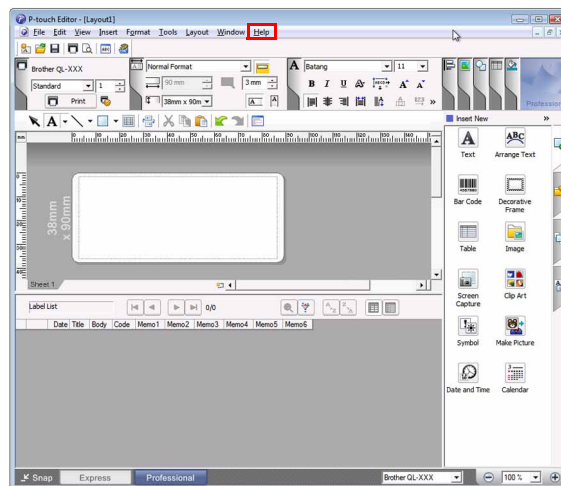 P-touch Editor - [Layout1]
File Edit View Insert Format Tools Layout Window Help
Brother QL-XXX
Standard 1
Print
Normal Format
90 mm 3 mm
38mm x 90m
A Batang 11
B I U
Professional
Insert New
Text Arrange Text
Bar Code Decorative Frame
Table Image
Screen Capture Clip Art
Symbol Make Picture
Date and Time Calendar
38mm
x 90mm
Sheet 1
Label List 0/0
Date Title Body Code Memo1 Memo2 Memo3 Memo4 Memo5 Memo6
Snap Express Professional Brother QL-XXX 100 %